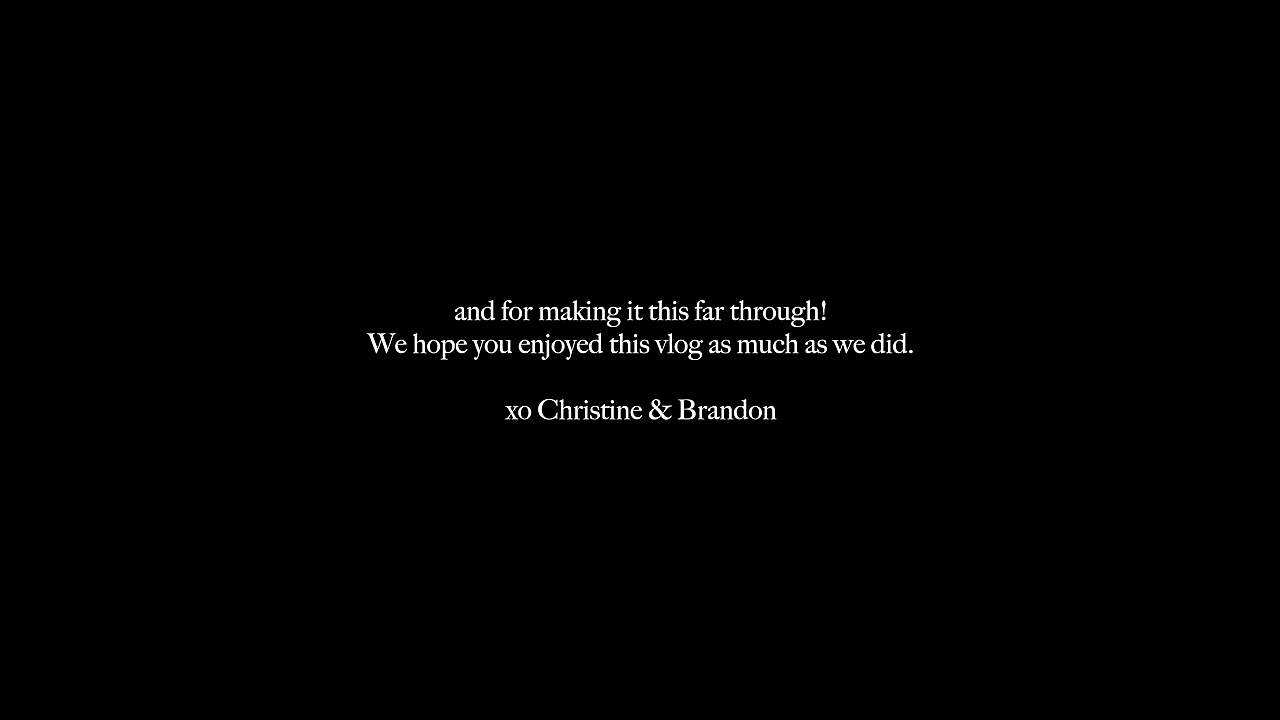 and for making it this far through!
We hope you enjoyed this vlog as much as we did.
xo Christine & Brandon